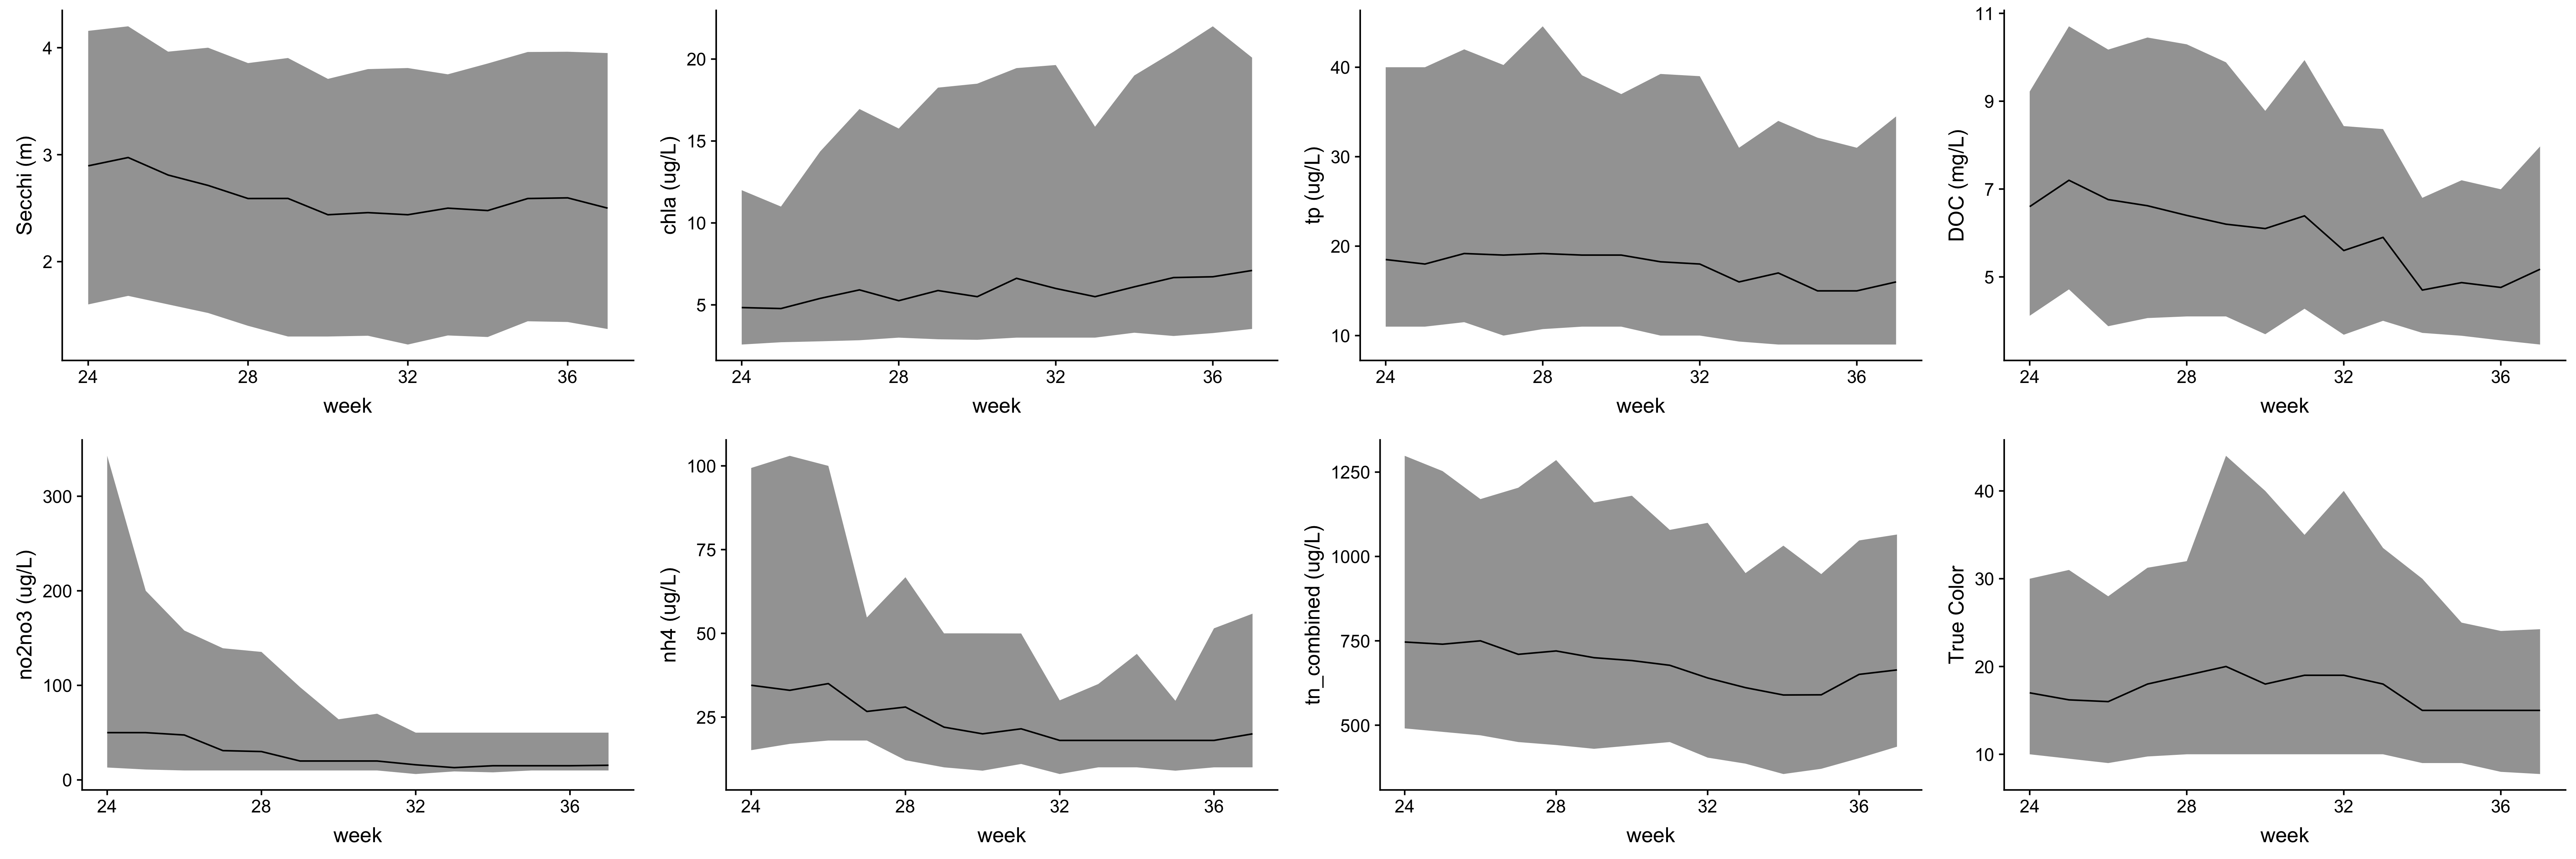 Secchi (m)
4
3
2
24 28 32 36
week
chla (ug/L)
20
15
10
5
24 28 32 36
week
tp (ug/L)
40
30
20
10
24 28 32 36
week
DOC (mg/L)
11
9
7
5
24 28 32 36
week
no2no3 (ug/L)
300
200
100
0
24 28 32 36
week
nh4 (ug/L)
100
75
50
25
24 28 32 36
week
tn_combined (ug/L)
1250
1000
750
500
24 28 32 36
week
True Color
40
30
20
10
24 28 32 36
week